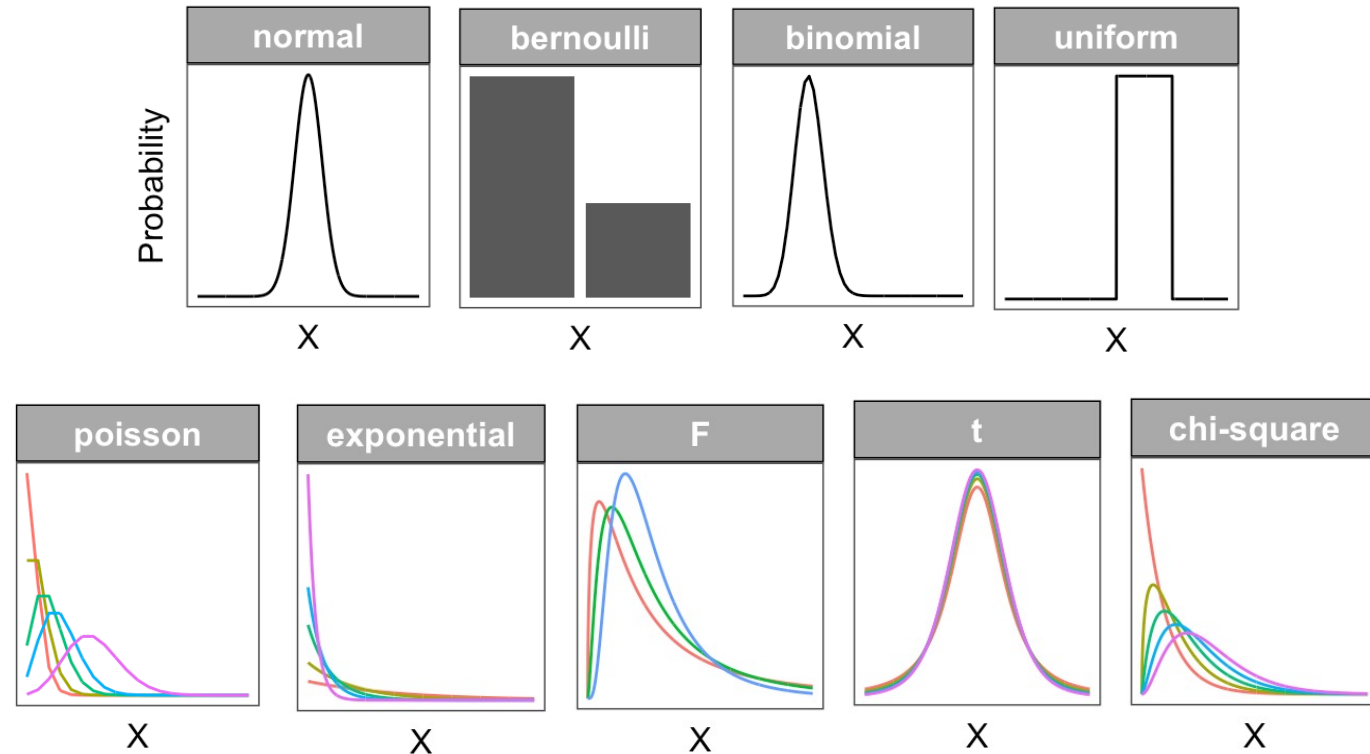 normal
bernoulli
binomial
uniform
Probability
X
X
X
X
poisson
exponential
F
t
chi-square
X
X
X
X
X